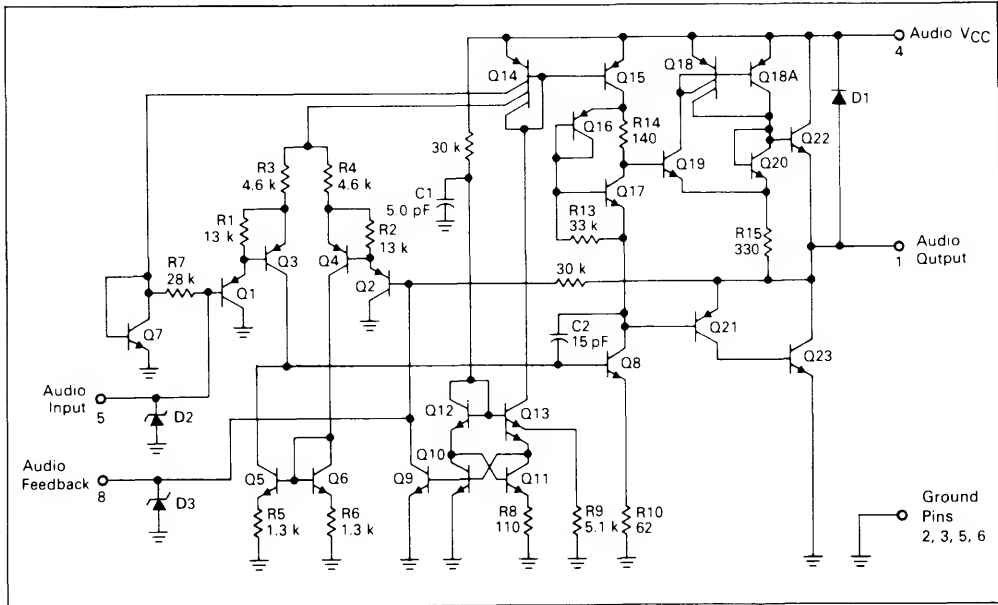 Audio VCC
4
Q14
Q15
Q18
Q18A
D1
Q16
R14
140
Q22
30 k
R3
4.6 k
R4
4.6 k
Q19
Q20
C1
5.0 pF
Q17
R1
13 k
R2
13 k
R13
33 k
R15
330
Audio
Qutput
1
R7
28 k
Q3
Q4
Q1
Q2
30 k
Q7
Q21
C2
15 pF
Q8
Q23
Audio
Input
5
D2
Q12
Q13
Audio
Feedback
8
D3
Q5
Q6
Q9
Q10
Q11
R5
1.3 k
R6
1.3 k
R8
110
R9
5.1 k
R10
62
Ground
Pins
2, 3, 5, 6